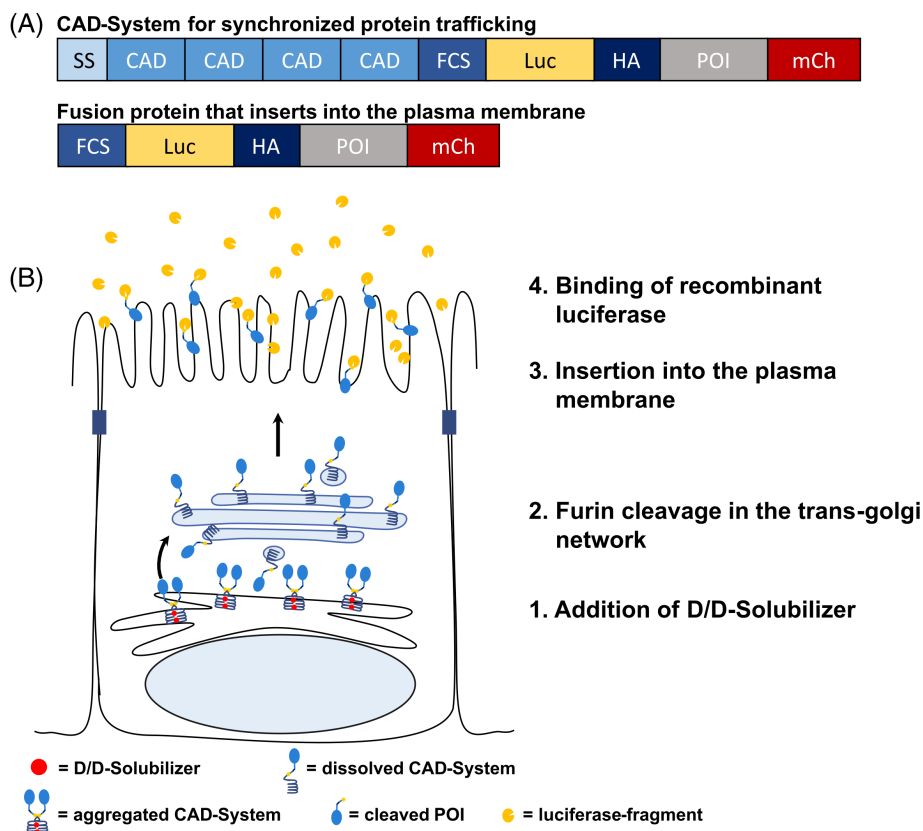 (A)
CAD-System for synchronized protein trafficking
SS CAD CAD CAD CAD FCS Luc HA POI mCh
Fusion protein that inserts into the plasma membrane
FCS Luc HA POI mCh
(B)
4. Binding of recombinant
luciferase
3. Insertion into the plasma
membrane
2. Furin cleavage in the trans-golgi
network
1. Addition of D/D-Solubilizer
= D/D-Solubilizer
= dissolved CAD-System
= aggregated CAD-System
= cleaved POI
= luciferase-fragment